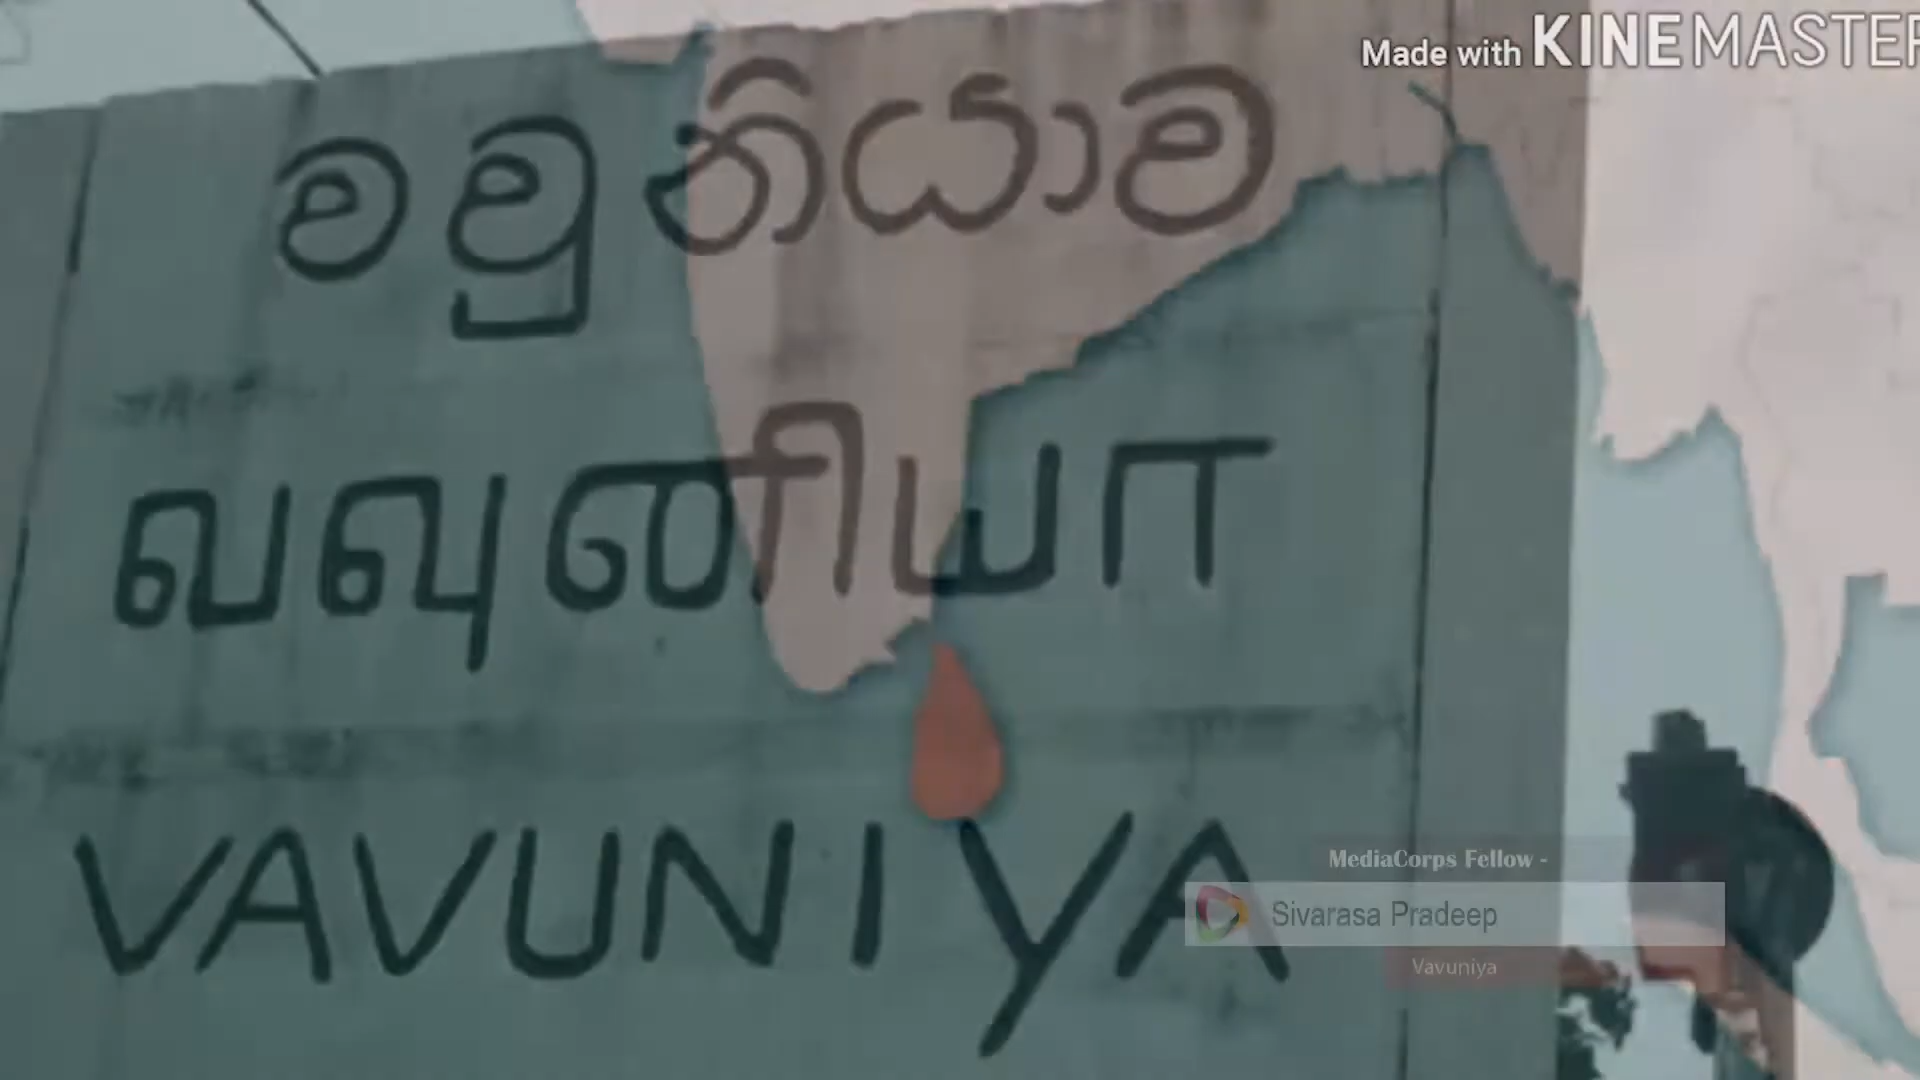 Made with KINEMASTER
වවුනියාව
வவுனியா
VAVUNIYA
MediaCorps Fellow -
Sivarasa Pradeep
Vavuniya